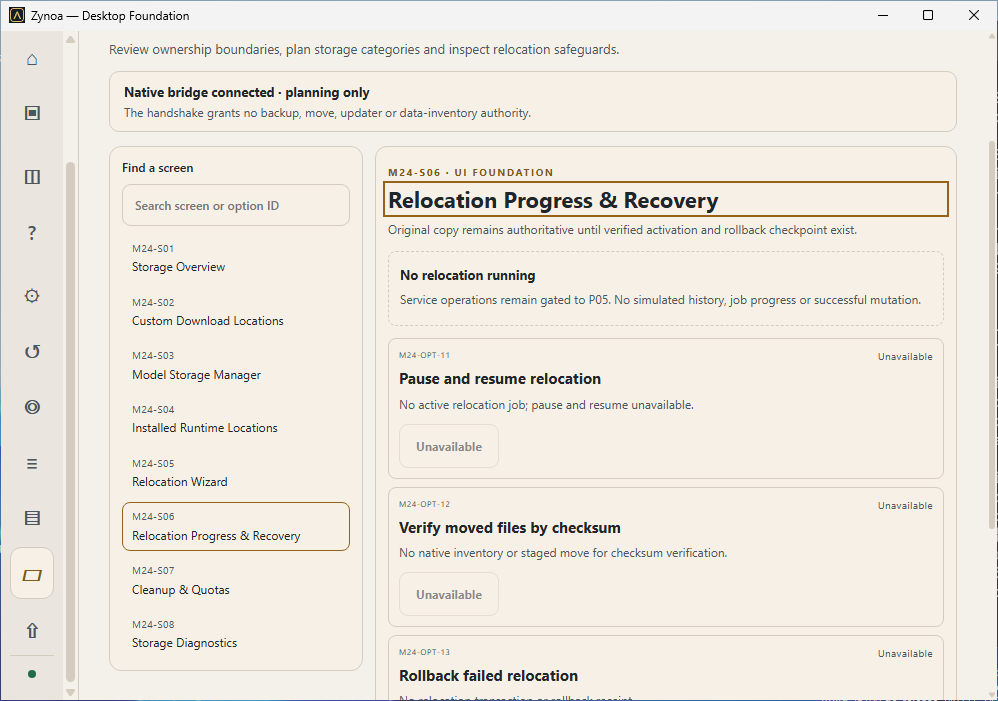 Zynoa — Desktop Foundation
Review ownership boundaries, plan storage categories and inspect relocation safeguards.
Native bridge connected · planning only
The handshake grants no backup, move, updater or data-inventory authority.
Find a screen
Search screen or option ID
M24-S01
Storage Overview
M24-S02
Custom Download Locations
M24-S03
Model Storage Manager
M24-S04
Installed Runtime Locations
M24-S05
Relocation Wizard
M24-S06
Relocation Progress & Recovery
M24-S07
Cleanup & Quotas
M24-S08
Storage Diagnostics
M24-S06 · UI FOUNDATION
Relocation Progress & Recovery
Original copy remains authoritative until verified activation and rollback checkpoint exist.
No relocation running
Service operations remain gated to P05. No simulated history, job progress or successful mutation.
M24-OPT-11
Unavailable
Pause and resume relocation
No active relocation job; pause and resume unavailable.
Unavailable
M24-OPT-12
Unavailable
Verify moved files by checksum
No native inventory or staged move for checksum verification.
Unavailable
M24-OPT-13
Unavailable
Rollback failed relocation
No relocation transaction or rollback receipt.